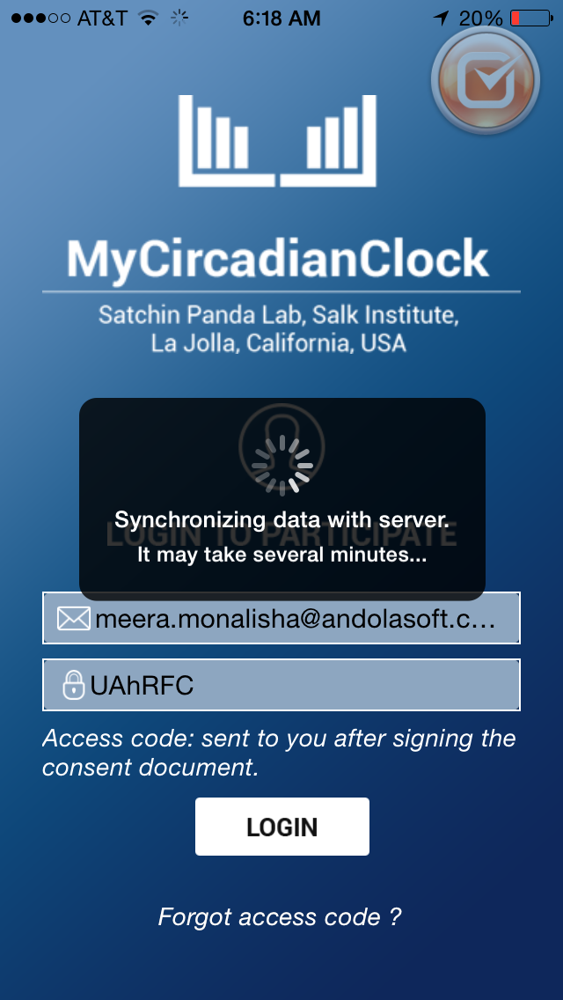 AT&T 6:18 AM 20%
MyCircadianClock
Satchin Panda Lab, Salk Institute,
La Jolla, California, USA
Synchronizing data with server.
LOGIN TO PARTICIPATE
It may take several minutes...
meera.monalisha@andolasoft.c...
UAhRFC
Access code: sent to you after signing the
consent document.
LOGIN
Forgot access code ?